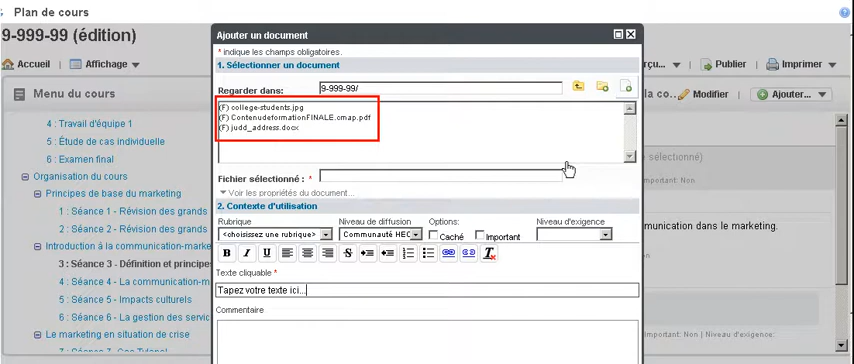 Plan de cours
9-999-99 (édition)
Accueil
Affichage
Publier
Imprimer
Menu du cours
Modifier
Ajouter...
4 : Travail d'équipe 1
5 : Étude de cas individuelle
6 : Examen final
Organisation du cours
Principes de base du marketing
1 : Séance 1 - Révision des grands
2 : Séance 2 - Révision des grands
Introduction à la communication-marke
3 : Séance 3 - Définition et principes
4 : Séance 4 - La communication-m
5 : Séance 5 - Impacts culturels
6 : Séance 6 - La gestion des servic
Le marketing en situation de crise
Ajouter un document
* indique les champs obligatoires.
1. Sélectionner un document
Regarder dans:
9-999-99/
(F) college-students.jpg
(F) ContenudeformationFINALE.cmap.pdf
(F) judd_address.docx
Fichier sélectionné : *
Voir les propriétés du document...
2. Contexte d'utilisation
Rubrique
Niveau de diffusion
Options:
Niveau d'exigence
<choisissez une rubrique>
Communauté HEC
Caché
Important
B I U
Texte cliquable *
Tapez votre texte ici...
Commentaire
sélectionné)
Important: Non
munication dans le marketing.
Important: Non | Niveau d'exigence: